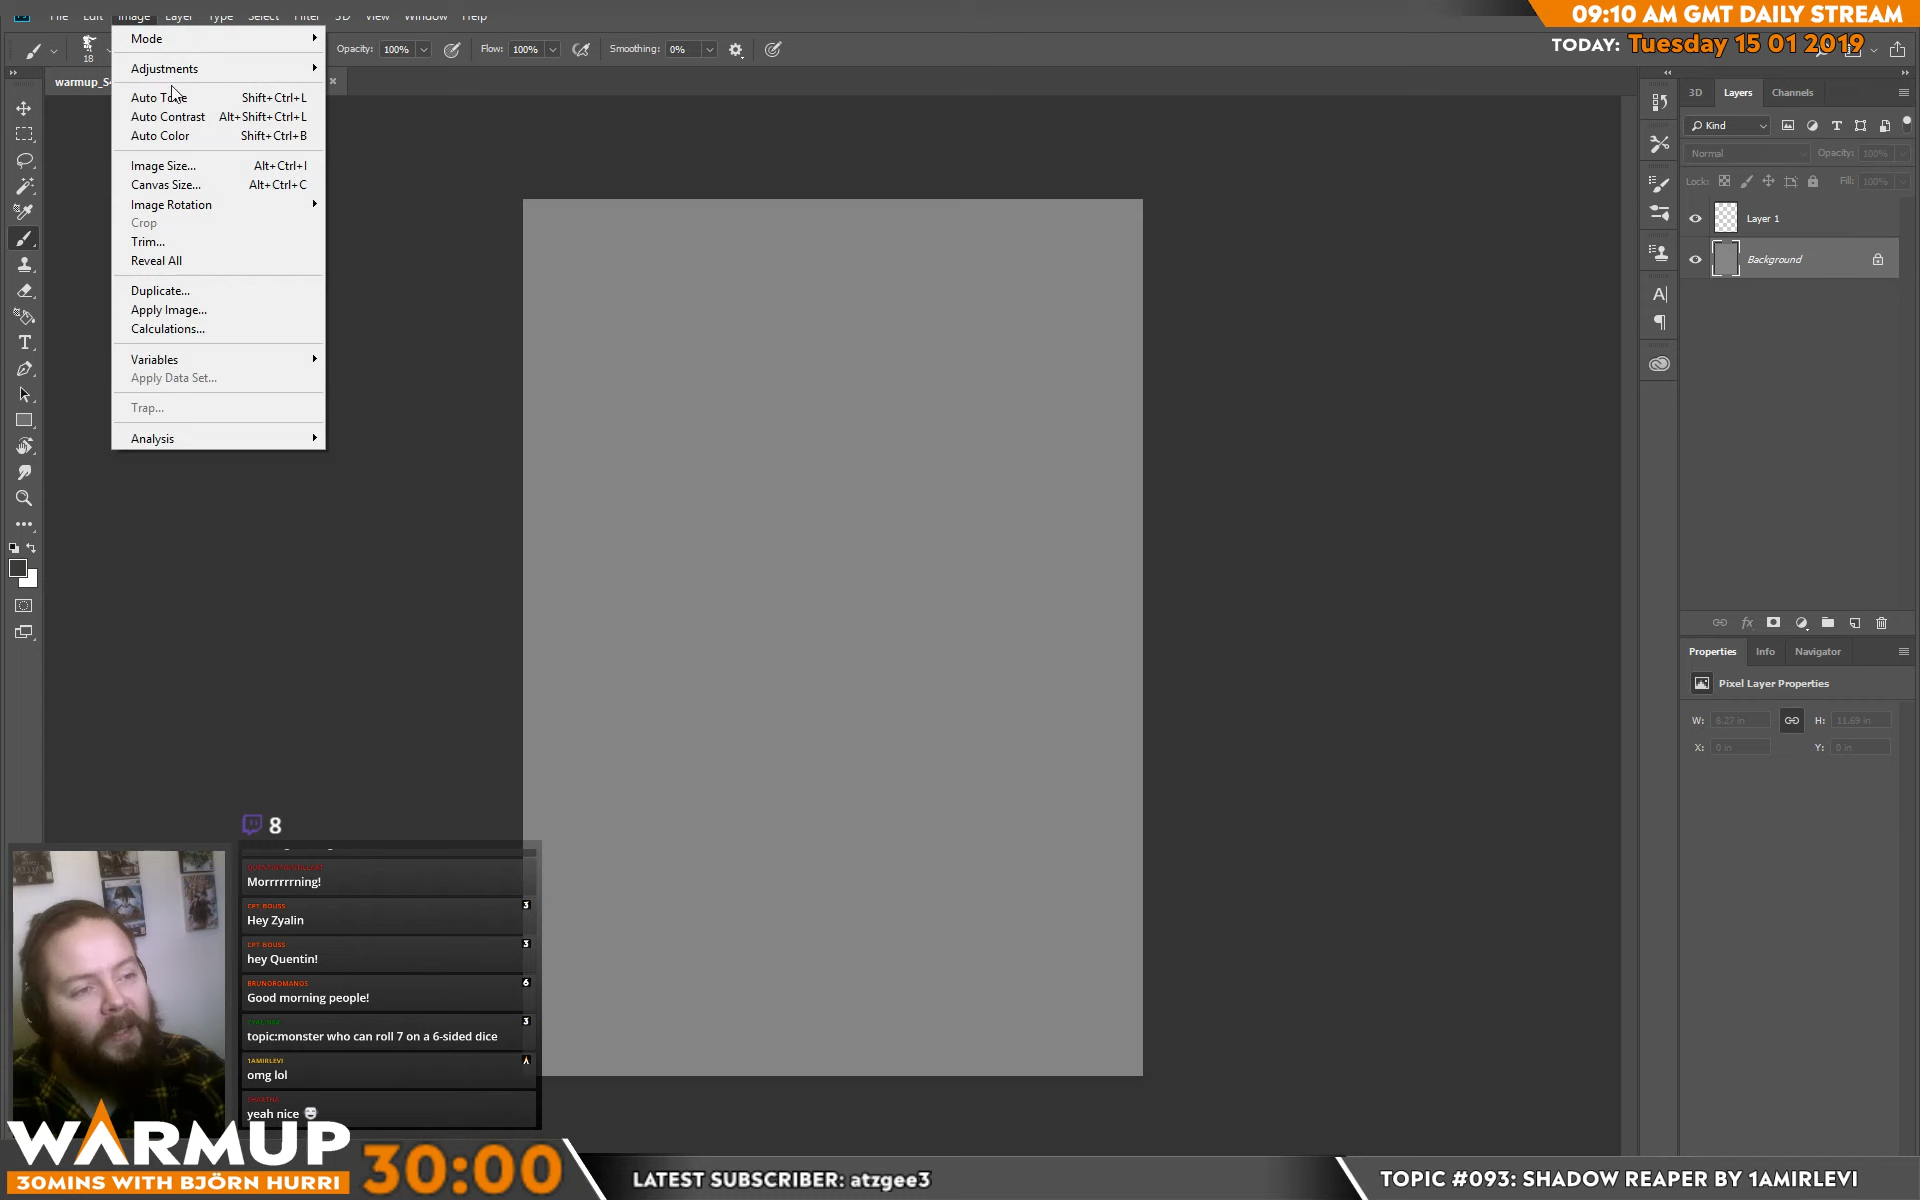 File Edit Image Layer Type Select Filter 3D View Window Help
09:10 AM GMT DAILY STREAM
TODAY: Tuesday 15 01 2019
18
Opacity: 100% Flow: 100% Smoothing: 0%
warmup_S
Mode
Adjustments
Auto Tone Shift+Ctrl+L
Auto Contrast Alt+Shift+Ctrl+L
Auto Color Shift+Ctrl+B
Image Size... Alt+Ctrl+I
Canvas Size... Alt+Ctrl+C
Image Rotation
Crop
Trim...
Reveal All
Duplicate...
Apply Image...
Calculations...
Variables
Apply Data Set...
Trap...
Analysis
3D Layers Channels
Kind
Normal Opacity: 100%
Lock: Fill: 100%
Layer 1
Background
Properties Info Navigator
Pixel Layer Properties
W: 8.27 in H: 11.69 in
X: 0 in Y: 0 in
8
Morrrrrrning!
CPT BOUSS 3
Hey Zyalin
CPT BOUSS 3
hey Quentin!
BRUNOROMANOS 6
Good morning people!
3
topic:monster who can roll 7 on a 6-sided dice
1AMIRLEVI
omg lol
SHARTHA
yeah nice
WARMUP
30MINS WITH BJÖRN HURRI
30:00
LATEST SUBSCRIBER: atzgee3
TOPIC #093: SHADOW REAPER BY 1AMIRLEVI